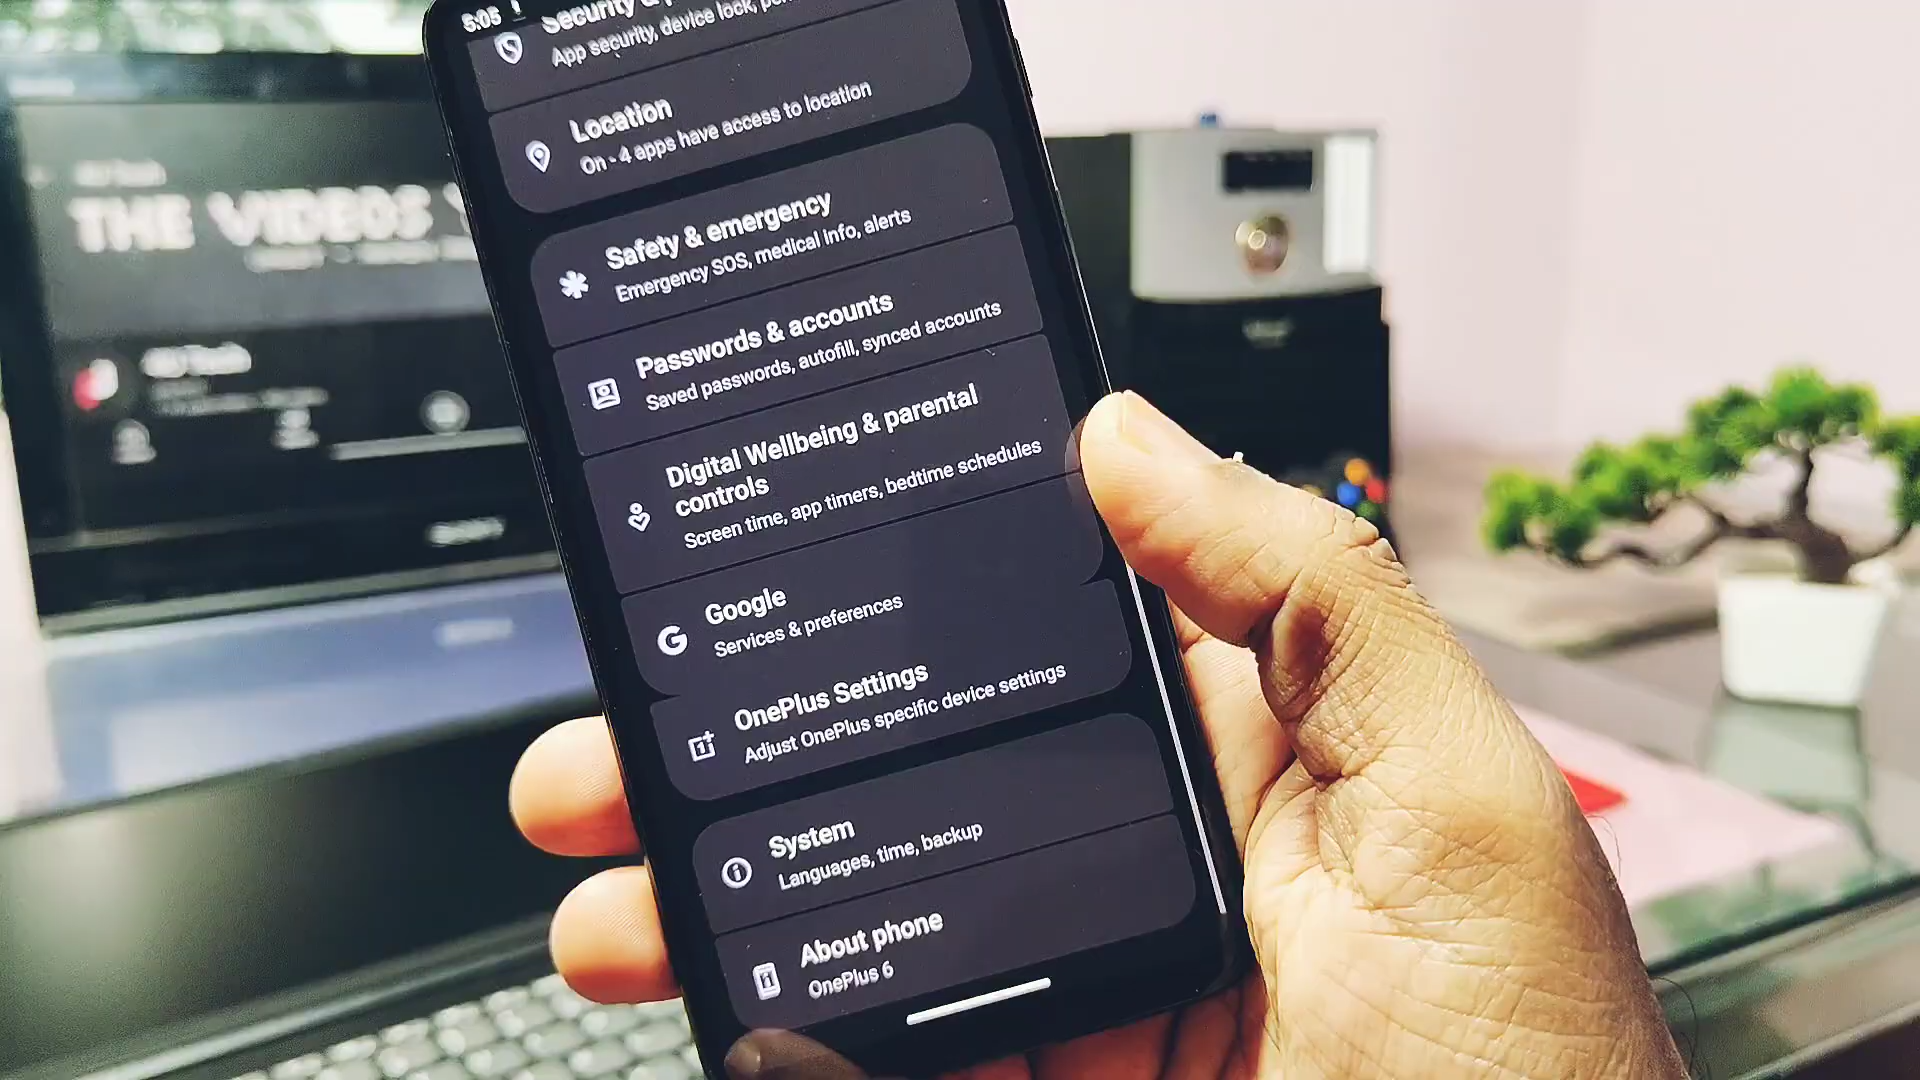 5:05
Security &
App security, device lock,
Location
On - 4 apps have access to location
Safety & emergency
Emergency SOS, medical info, alerts
Passwords & accounts
Saved passwords, autofill, synced accounts
Digital Wellbeing & parental
controls
Screen time, app timers, bedtime schedules
Google
Services & preferences
OnePlus Settings
Adjust OnePlus specific device settings
System
Languages, time, backup
About phone
OnePlus 6
THE VIDEOS
SONY